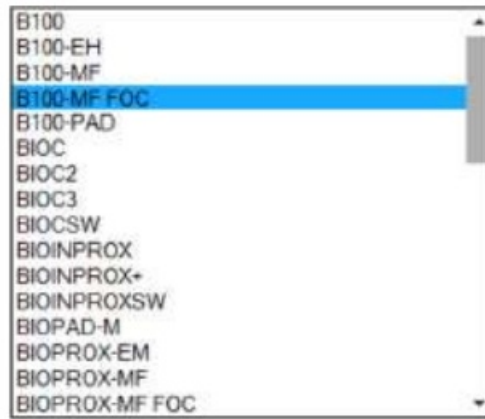 B100
B100-EH
B100-MF
B100-MF FOC
B100-PAD
BIOC
BIOC2
BIOC3
BIOCSW
BIOINPROX
BIOINPROX+
BIOINPROXSW
BIOPAD-M
BIOPROX-EM
BIOPROX-MF
BIOPROX-MF FOC